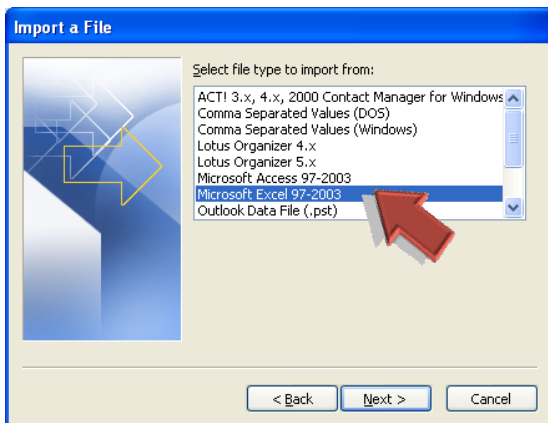 Import a File
Select file type to import from:
ACT! 3.x, 4.x, 2000 Contact Manager for Windows
Comma Separated Values (DOS)
Comma Separated Values (Windows)
Lotus Organizer 4.x
Lotus Organizer 5.x
Microsoft Access 97-2003
Microsoft Excel 97-2003
Outlook Data File (.pst)
< Back Next > Cancel